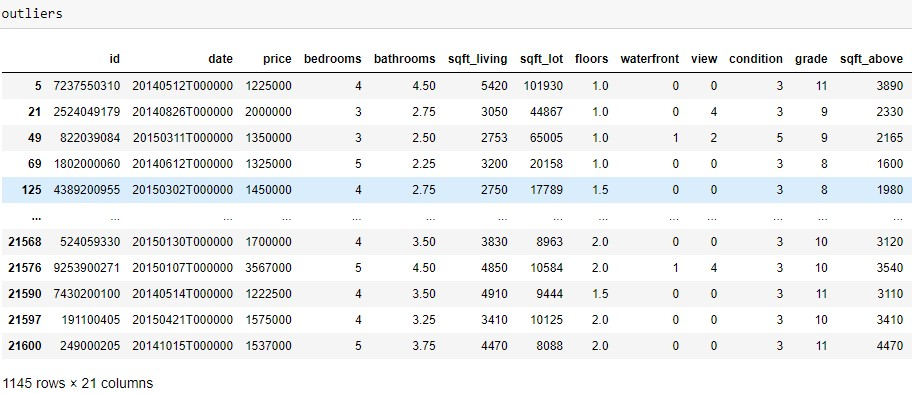 outliers
id date price bedrooms bathrooms sqft_living sqft_lot floors waterfront view condition grade sqft_above
5 7237550310 20140512T000000 1225000 4 4.50 5420 101930 1.0 0 0 3 11 3890
21 2524049179 20140826T000000 2000000 3 2.75 3050 44867 1.0 0 4 3 9 2330
49 822039084 20150311T000000 1350000 3 2.50 2753 65005 1.0 1 2 5 9 2165
69 1802000060 20140612T000000 1325000 5 2.25 3200 20158 1.0 0 0 3 8 1600
125 4389200955 20150302T000000 1450000 4 2.75 2750 17789 1.5 0 0 3 8 1980
... ... ... ... ... ... ... ... ... ... ... ... ... ...
21568 524059330 20150130T000000 1700000 4 3.50 3830 8963 2.0 0 0 3 10 3120
21576 9253900271 20150107T000000 3567000 5 4.50 4850 10584 2.0 1 4 3 10 3540
21590 7430200100 20140514T000000 1222500 4 3.50 4910 9444 1.5 0 0 3 11 3110
21597 191100405 20150421T000000 1575000 4 3.25 3410 10125 2.0 0 0 3 10 3410
21600 249000205 20141015T000000 1537000 5 3.75 4470 8088 2.0 0 0 3 11 4470
1145 rows × 21 columns